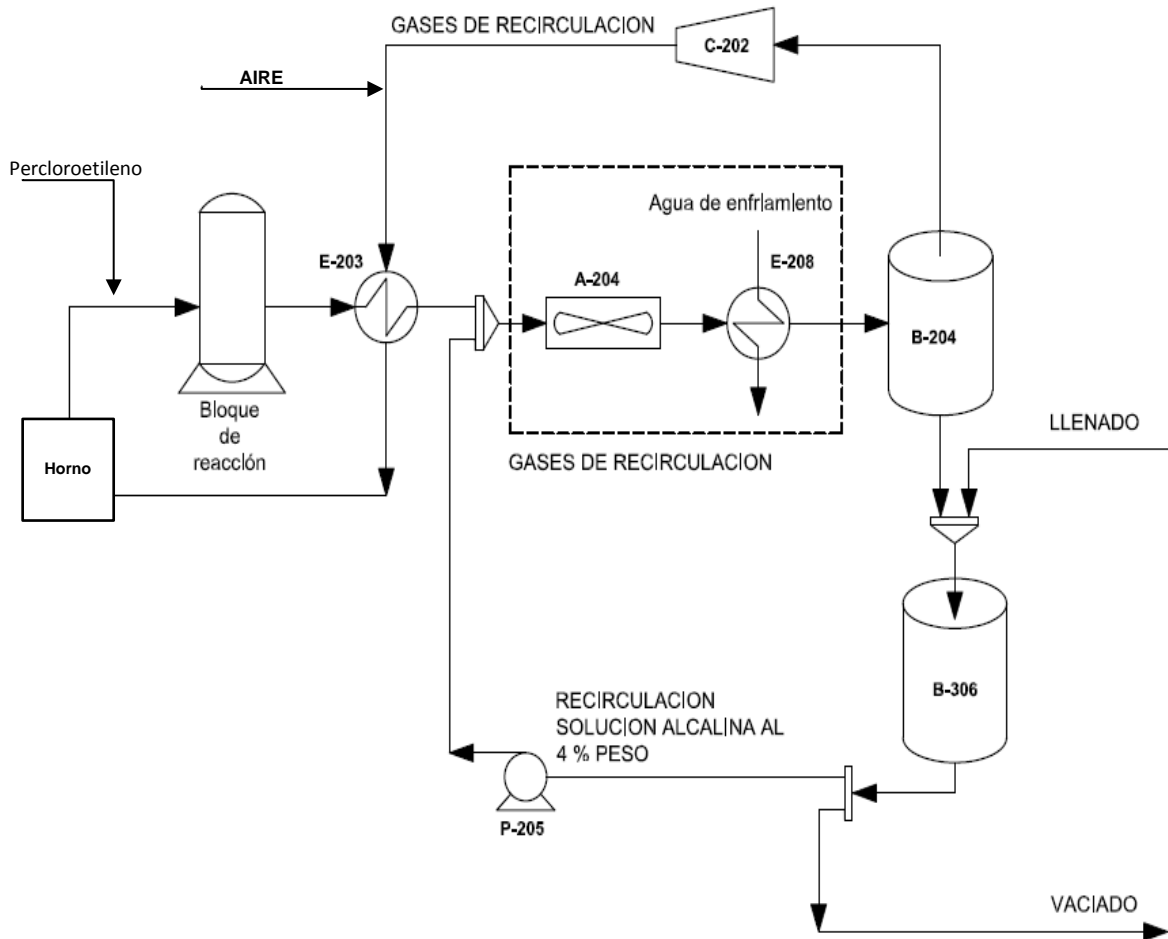 GASES DE RECIRCULACION
C-202
AIRE
Percloroetileno
Agua de enfriamiento
E-203
A-204
E-208
B-204
Bloque
de
reacción
LLENADO
GASES DE RECIRCULACION
Horno
B-306
RECIRCULACION
SOLUCION ALCALINA AL
4 % PESO
P-205
VACIADO